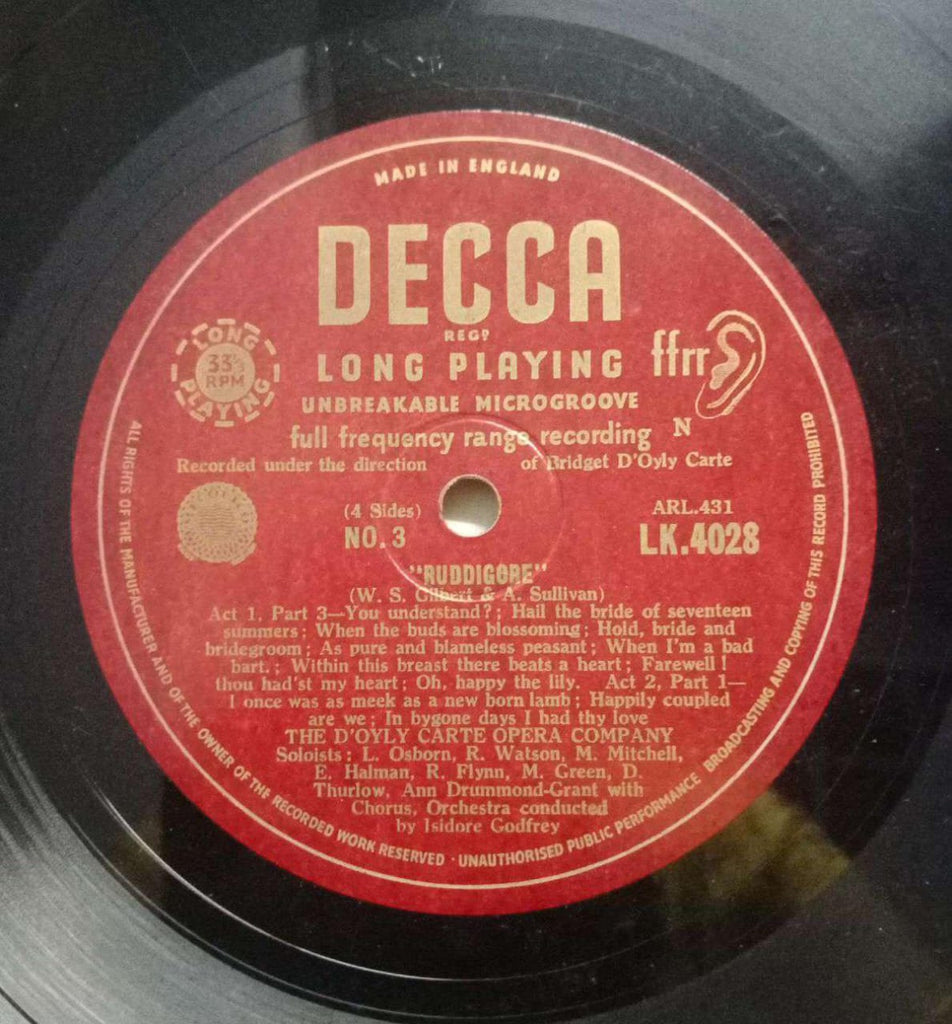 MADE IN ENGLAND
DECCA
REGD
LONG PLAYING
33⅓ RPM
LONG PLAYING
ffrr
UNBREAKABLE MICROGROOVE
full frequency range recording N
Recorded under the direction of Bridget D'Oyly Carte
(4 Sides) ARL.431
NO. 3 LK.4028
"RUDDIGORE"
(W. S. Gilbert & A. Sullivan)
Act 1, Part 3—You understand?; Hail the bride of seventeen
summers; When the buds are blossoming; Hold, bride and
bridegroom; As pure and blameless peasant; When I'm a bad
bart.; Within this breast there beats a heart; Farewell!
thou had'st my heart; Oh, happy the lily. Act 2, Part 1—
I once was as meek as a new born lamb; Happily coupled
are we; In bygone days I had thy love
THE D'OYLY CARTE OPERA COMPANY
Soloists: L. Osborn, R. Watson, M. Mitchell,
E. Halman, R. Flynn, M. Green, D.
Thurlow, Ann Drummond-Grant with
Chorus, Orchestra conducted
by Isidore Godfrey
ALL RIGHTS OF THE MANUFACTURER AND OF THE OWNER OF THE RECORDED WORK RESERVED · UNAUTHORISED PUBLIC PERFORMANCE BROADCASTING AND COPYING OF THIS RECORD PROHIBITED